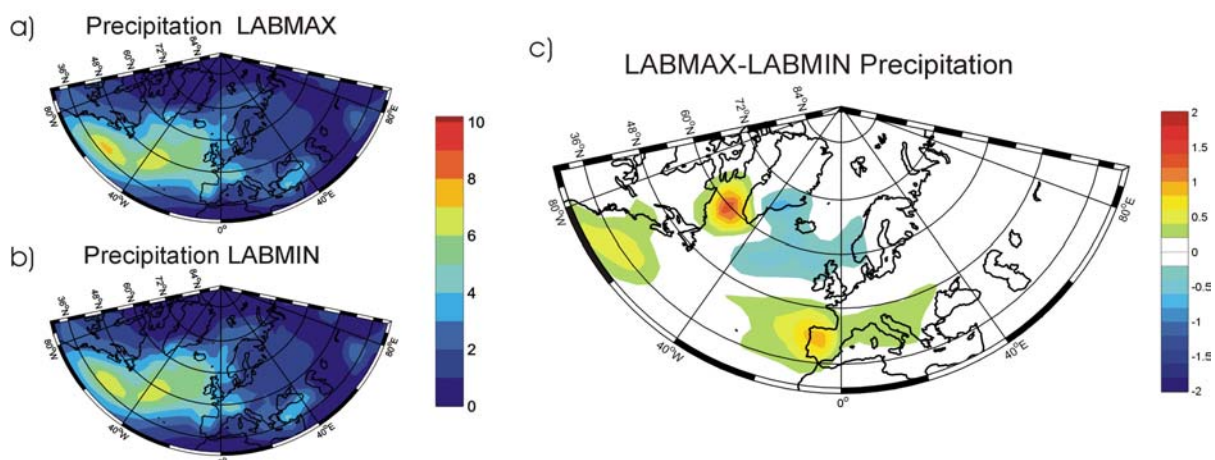 a)
Precipitation LABMAX
36°N
48°N
60°N
72°N
84°N
80°W
80°E
40°W
40°E
0°
b)
Precipitation LABMIN
36°N
48°N
60°N
72°N
84°N
80°W
80°E
40°W
40°E
0°
10
8
6
4
2
0
c)
LABMAX-LABMIN Precipitation
36°N
48°N
60°N
72°N
84°N
80°W
80°E
40°W
40°E
0°
2
1.5
1
0.5
0
-0.5
-1
-1.5
-2